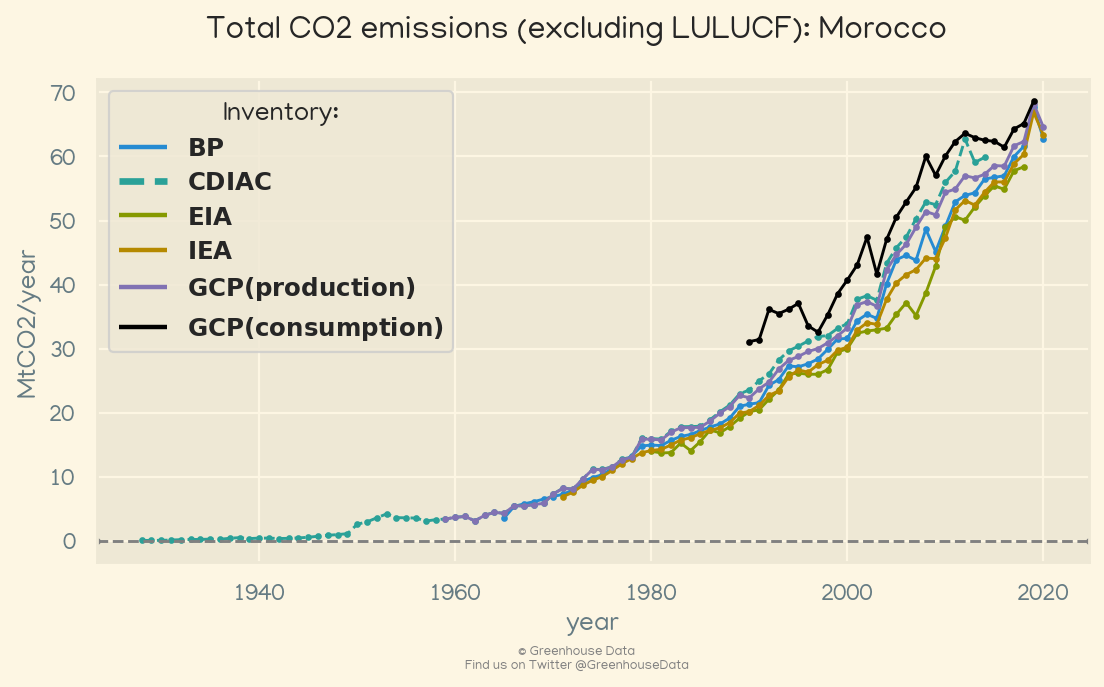 Total CO2 emissions (excluding LULUCF): Morocco
MtCO2/year
70
60
50
40
30
20
10
0
Inventory:
BP
CDIAC
EIA
IEA
GCP(production)
GCP(consumption)
1940
1960
1980
2000
2020
year
© Greenhouse Data
Find us on Twitter @GreenhouseData